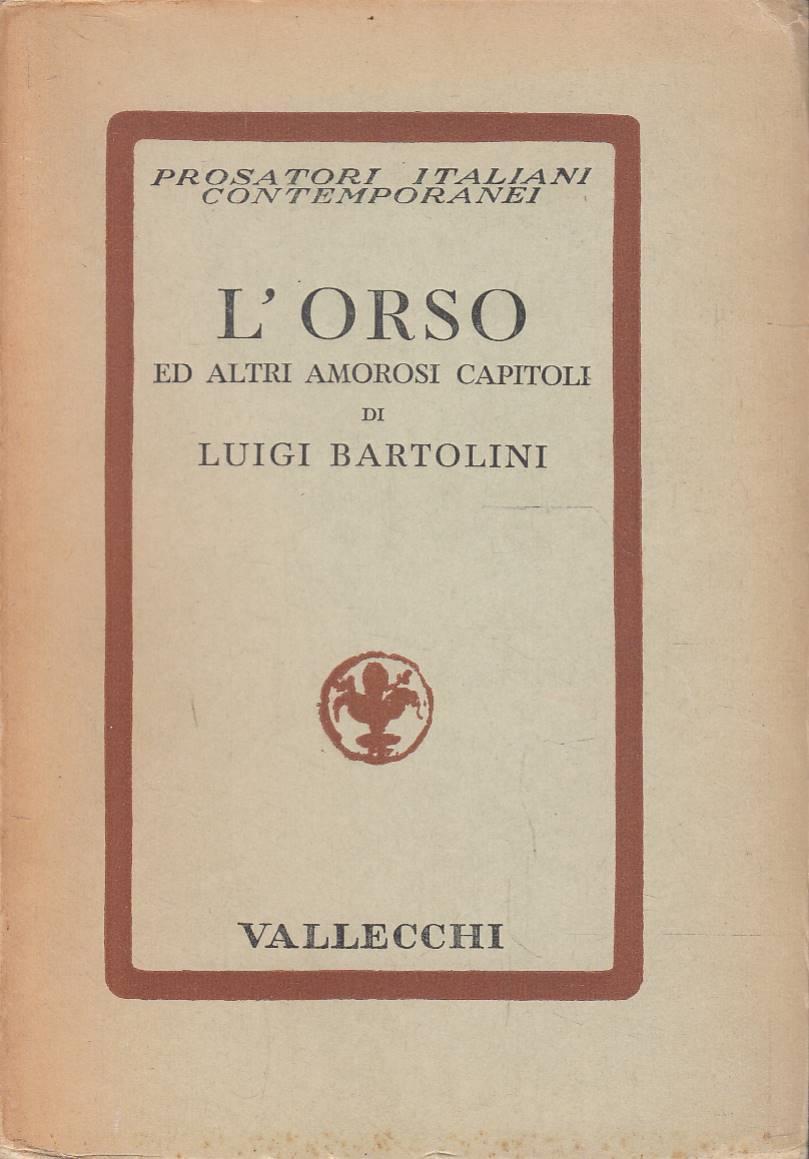 PROSATORI ITALIANI
CONTEMPORANEI
L'ORSO
ED ALTRI AMOROSI CAPITOLI
DI
LUIGI BARTOLINI
VALLECCHI